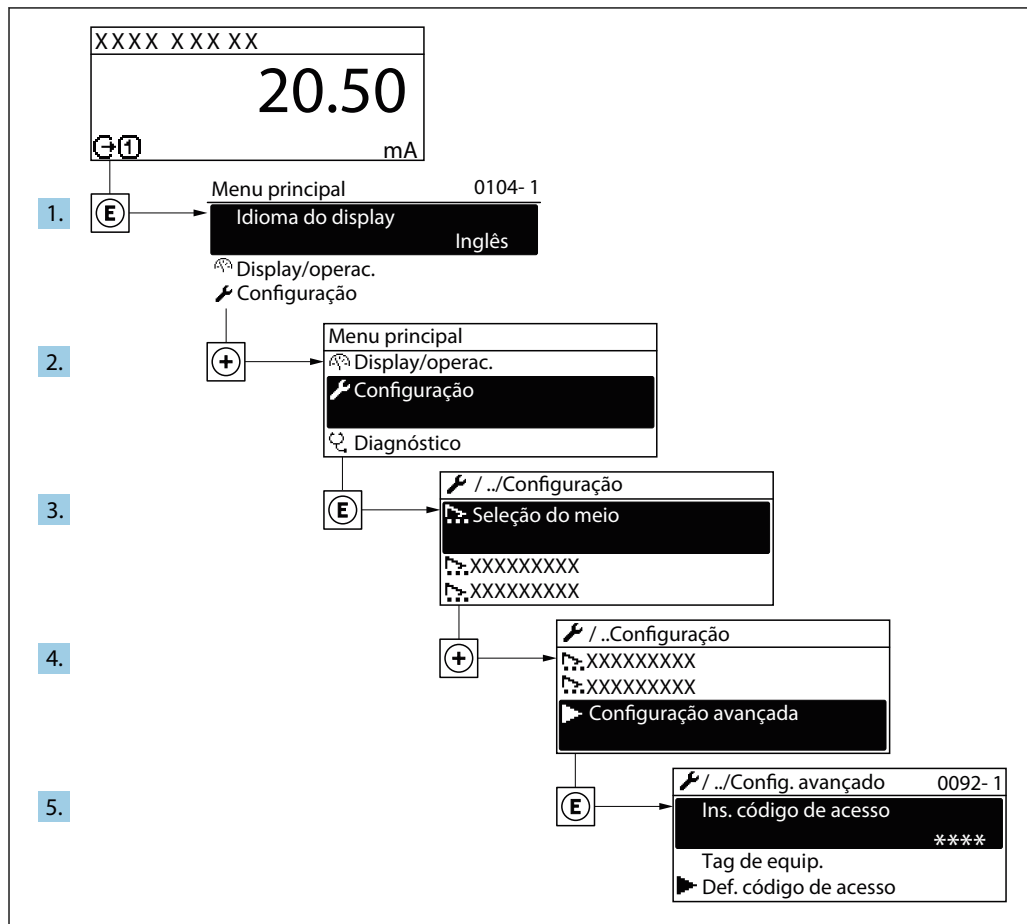 XXXX XXX XX
20.50
1
mA
1.
E
Menu principal 0104-1
Idioma do display
Inglês
Display/operac.
Configuração
2.
+
Menu principal
Display/operac.
Configuração
Diagnóstico
3.
E
/ ../Configuração
Seleção do meio
XXXXXXXXX
XXXXXXXXX
4.
+
/ ..Configuração
XXXXXXXXX
XXXXXXXXX
Configuração avançada
5.
E
/ ../Config. avançado 0092-1
Ins. código de acesso
****
Tag de equip.
Def. código de acesso